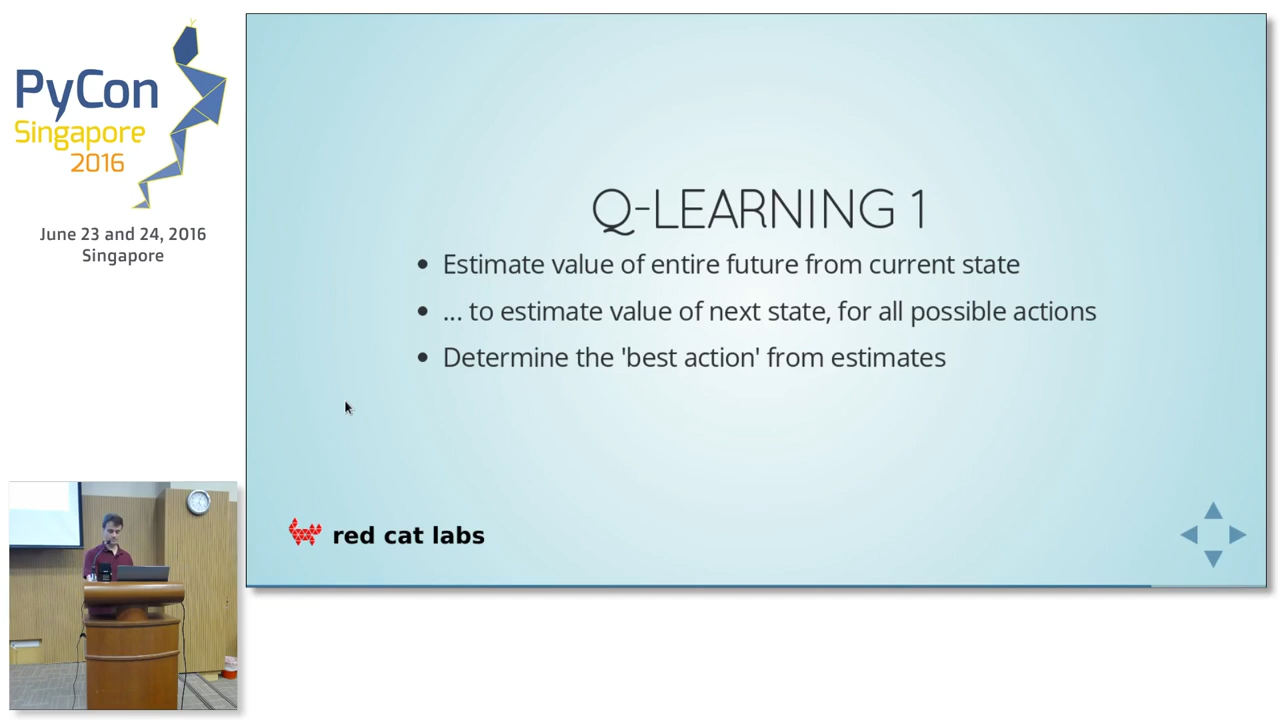 PyCon
Singapore
2016
June 23 and 24, 2016
Singapore
Q-LEARNING 1
• Estimate value of entire future from current state
• ... to estimate value of next state, for all possible actions
• Determine the 'best action' from estimates
red cat labs